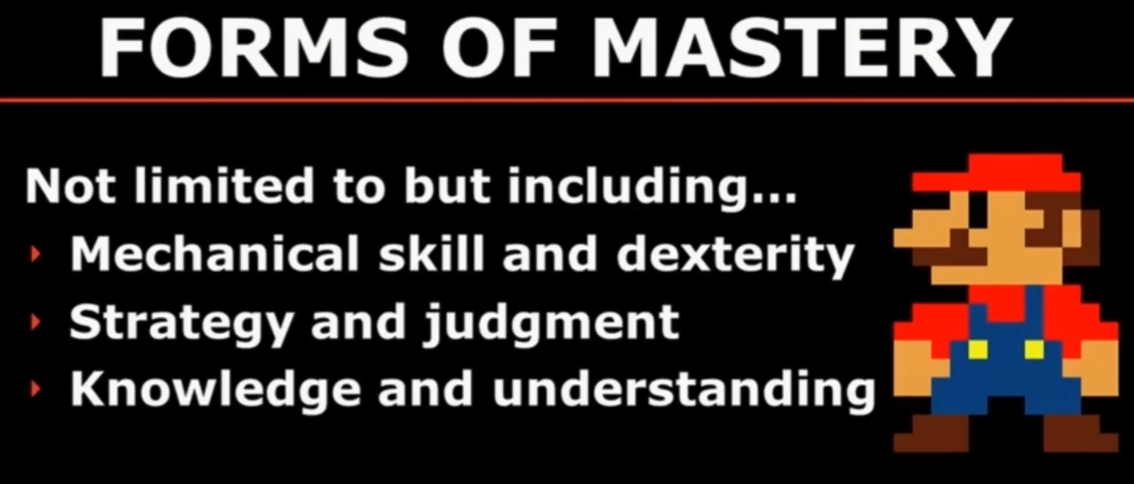 FORMS OF MASTERY
Not limited to but including...
Mechanical skill and dexterity
Strategy and judgment
Knowledge and understanding